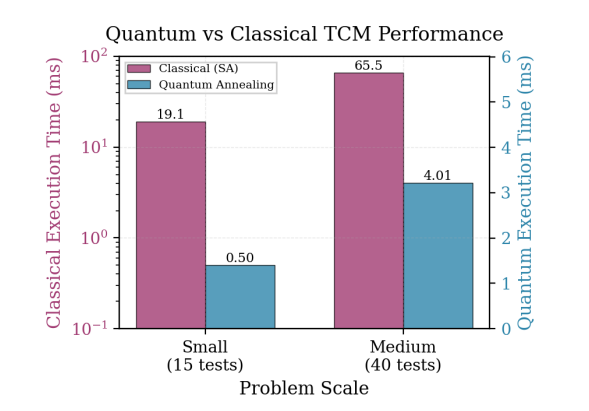 Quantum vs Classical TCM Performance
Classical (SA)
Quantum Annealing
Classical Execution Time (ms)
10²
10¹
10⁰
10⁻¹
19.1
0.50
65.5
4.01
6
5
4
3
2
1
0
Quantum Execution Time (ms)
Small
(15 tests)
Medium
(40 tests)
Problem Scale